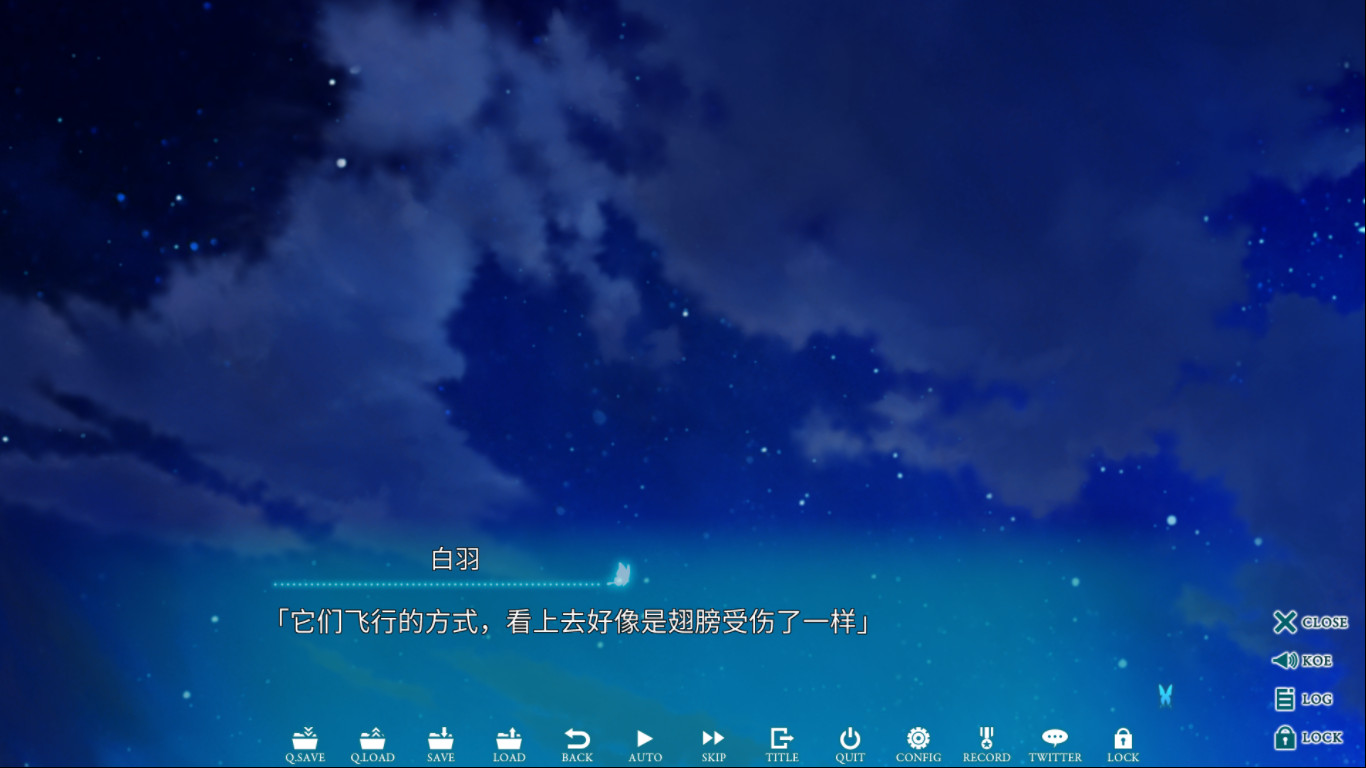 白羽
「它们飞行的方式，看上去好像是翅膀受伤了一样」
CLOSE
KOE
LOG
LOCK
Q.SAVE Q.LOAD SAVE LOAD BACK AUTO SKIP TITLE QUIT CONFIG RECORD TWITTER LOCK